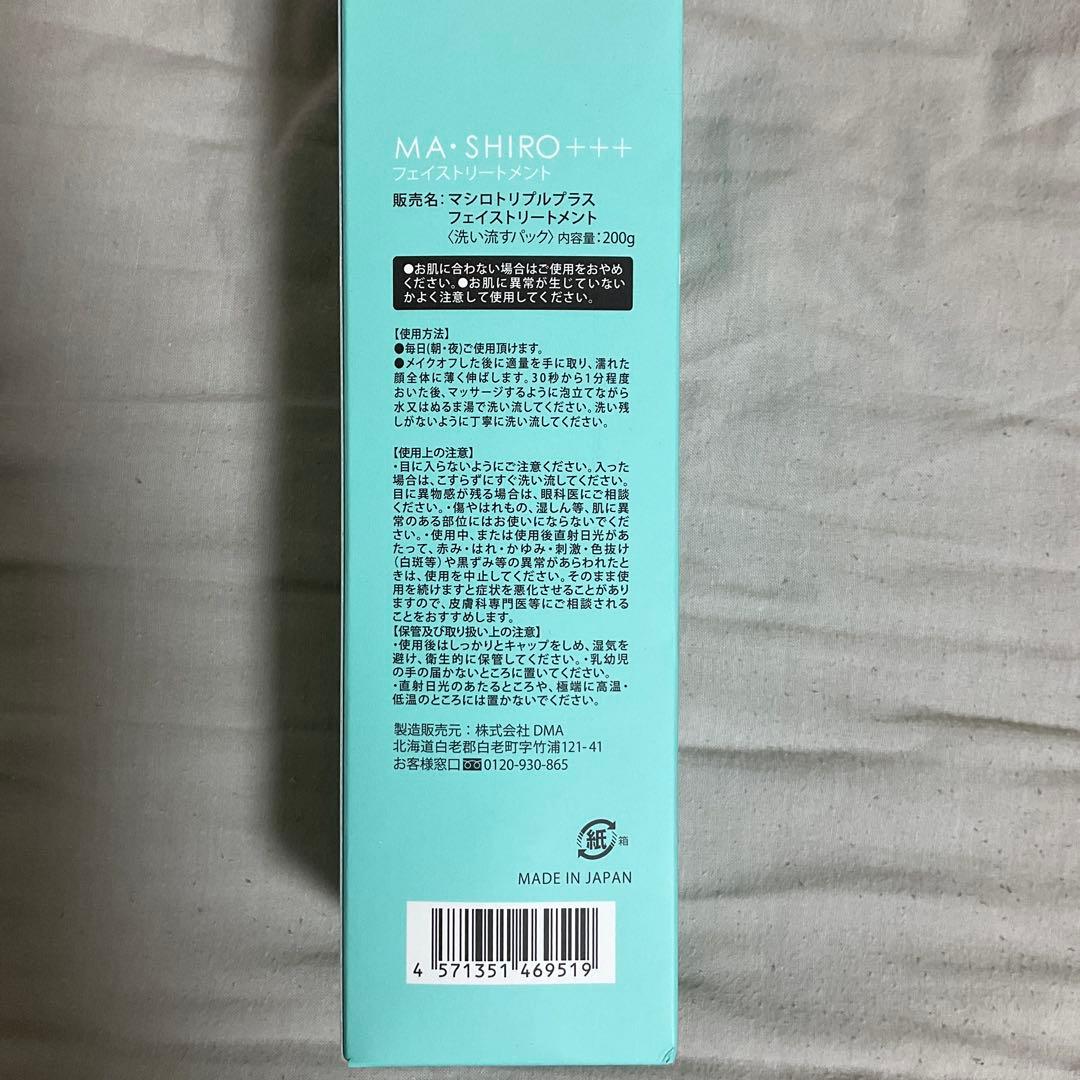 MA・SHIRO+++
フェイストリートメント
販売名：マシロトリプルプラス
フェイストリートメント
〈洗い流すパック〉内容量：200g
●お肌に合わない場合はご使用をおやめ
ください。●お肌に異常が生じていない
かよく注意して使用してください。
【使用方法】
●毎日(朝・夜)ご使用頂けます。
●メイクオフした後に適量を手に取り、濡れた
顔全体に薄く伸ばします。30秒から1分程度
おいた後、マッサージするように泡立てながら
水又はぬるま湯で洗い流してください。洗い残
しがないように丁寧に洗い流してください。
【使用上の注意】
・目に入らないようにご注意ください。入った
場合は、こすらずにすぐ洗い流してください。
目に異物感が残る場合は、眼科医にご相談
ください。・傷やはれもの、湿しん等、肌に異
常のある部位にはお使いにならないでくだ
さい。・使用中、または使用後直射日光があ
たって、赤み・はれ・かゆみ・刺激・色抜け
（白斑等）や黒ずみ等の異常があらわれたと
きは、使用を中止してください。そのまま使
用を続けますと症状を悪化させることがあり
ますので、皮膚科専門医等にご相談される
ことをおすすめします。
【保管及び取り扱い上の注意】
・使用後はしっかりとキャップをしめ、湿気を
避け、衛生的に保管してください。・乳幼児
の手の届かないところに置いてください。
・直射日光のあたるところや、極端に高温・
低温のところには置かないでください。
製造販売元：株式会社 DMA
北海道白老郡白老町字竹浦121-41
お客様窓口0120-930-865
紙 箱
MADE IN JAPAN
4 571351 469519